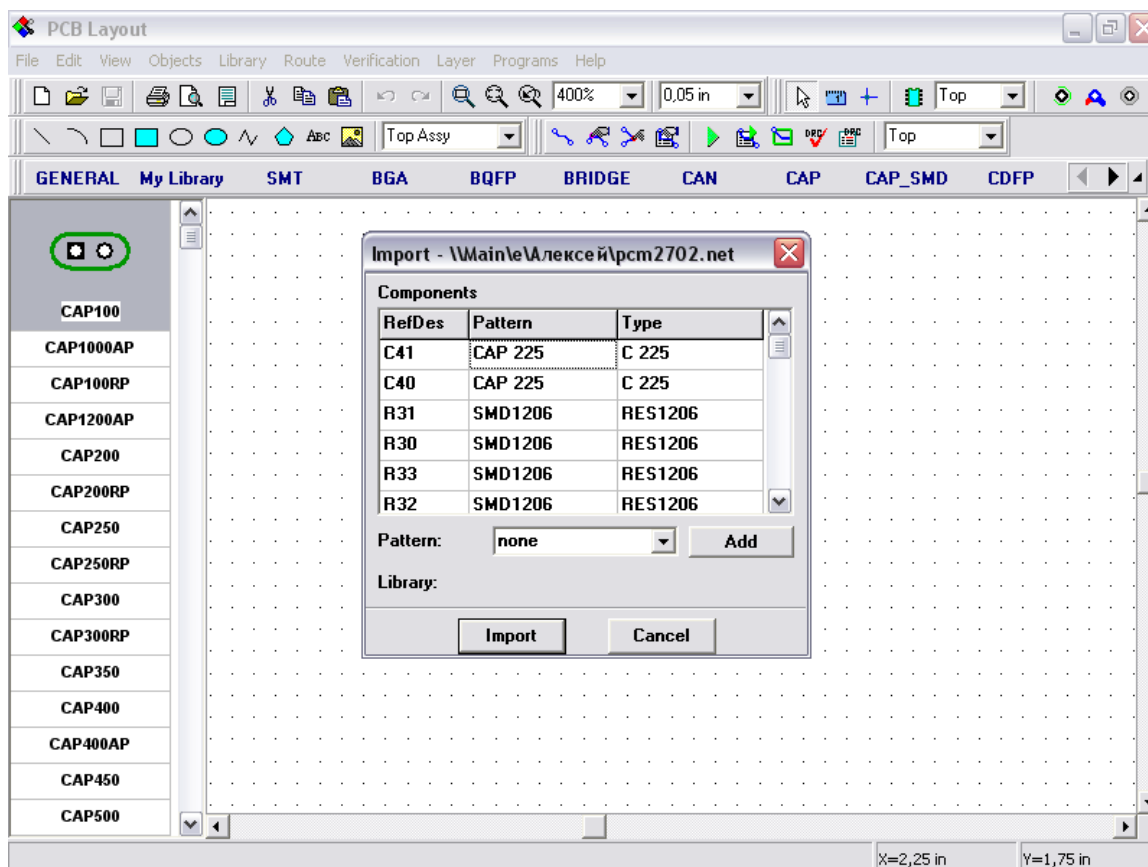 PCB Layout
File Edit View Objects Library Route Verification Layer Programs Help
400% 0,05 in Top
ABC Top Assy DRC DRC Top
GENERAL My Library SMT BGA BQFP BRIDGE CAN CAP CAP_SMD CDFP
CAP100
CAP1000AP
CAP100RP
CAP1200AP
CAP200
CAP200RP
CAP250
CAP250RP
CAP300
CAP300RP
CAP350
CAP400
CAP400AP
CAP450
CAP500
Import - \\Main\e\Алексей\pcm2702.net
Components
RefDes Pattern Type
C41 CAP 225 C 225
C40 CAP 225 C 225
R31 SMD1206 RES1206
R30 SMD1206 RES1206
R33 SMD1206 RES1206
R32 SMD1206 RES1206
Pattern: none Add
Library:
Import Cancel
X=2,25 in Y=1,75 in